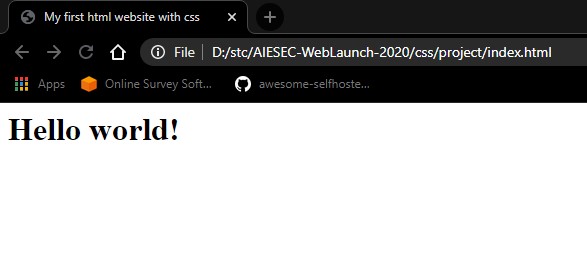 My first html website with css
File D:/stc/AIESEC-WebLaunch-2020/css/project/index.html
Apps Online Survey Soft... awesome-selfhoste...
Hello world!